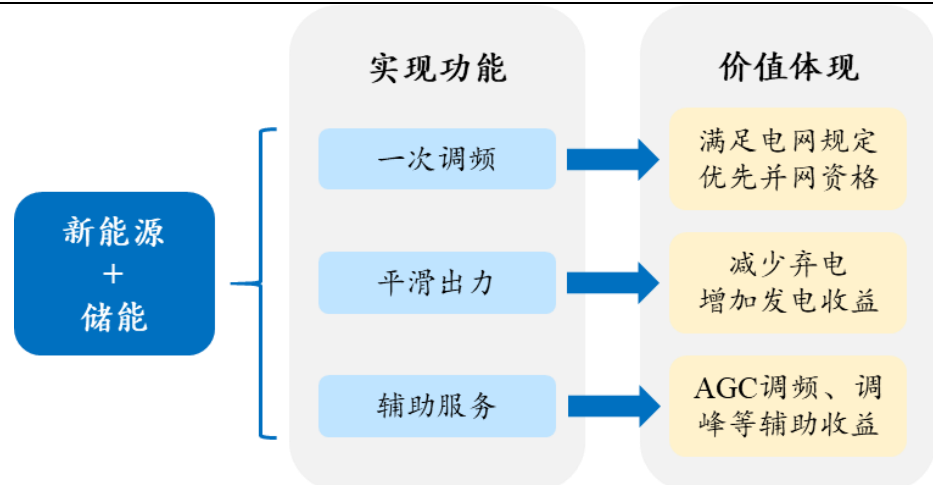 实现功能
价值体现
新能源
+
储能
一次调频
满足电网规定
优先并网资格
平滑出力
减少弃电
增加发电收益
辅助服务
AGC调频、调
峰等辅助收益